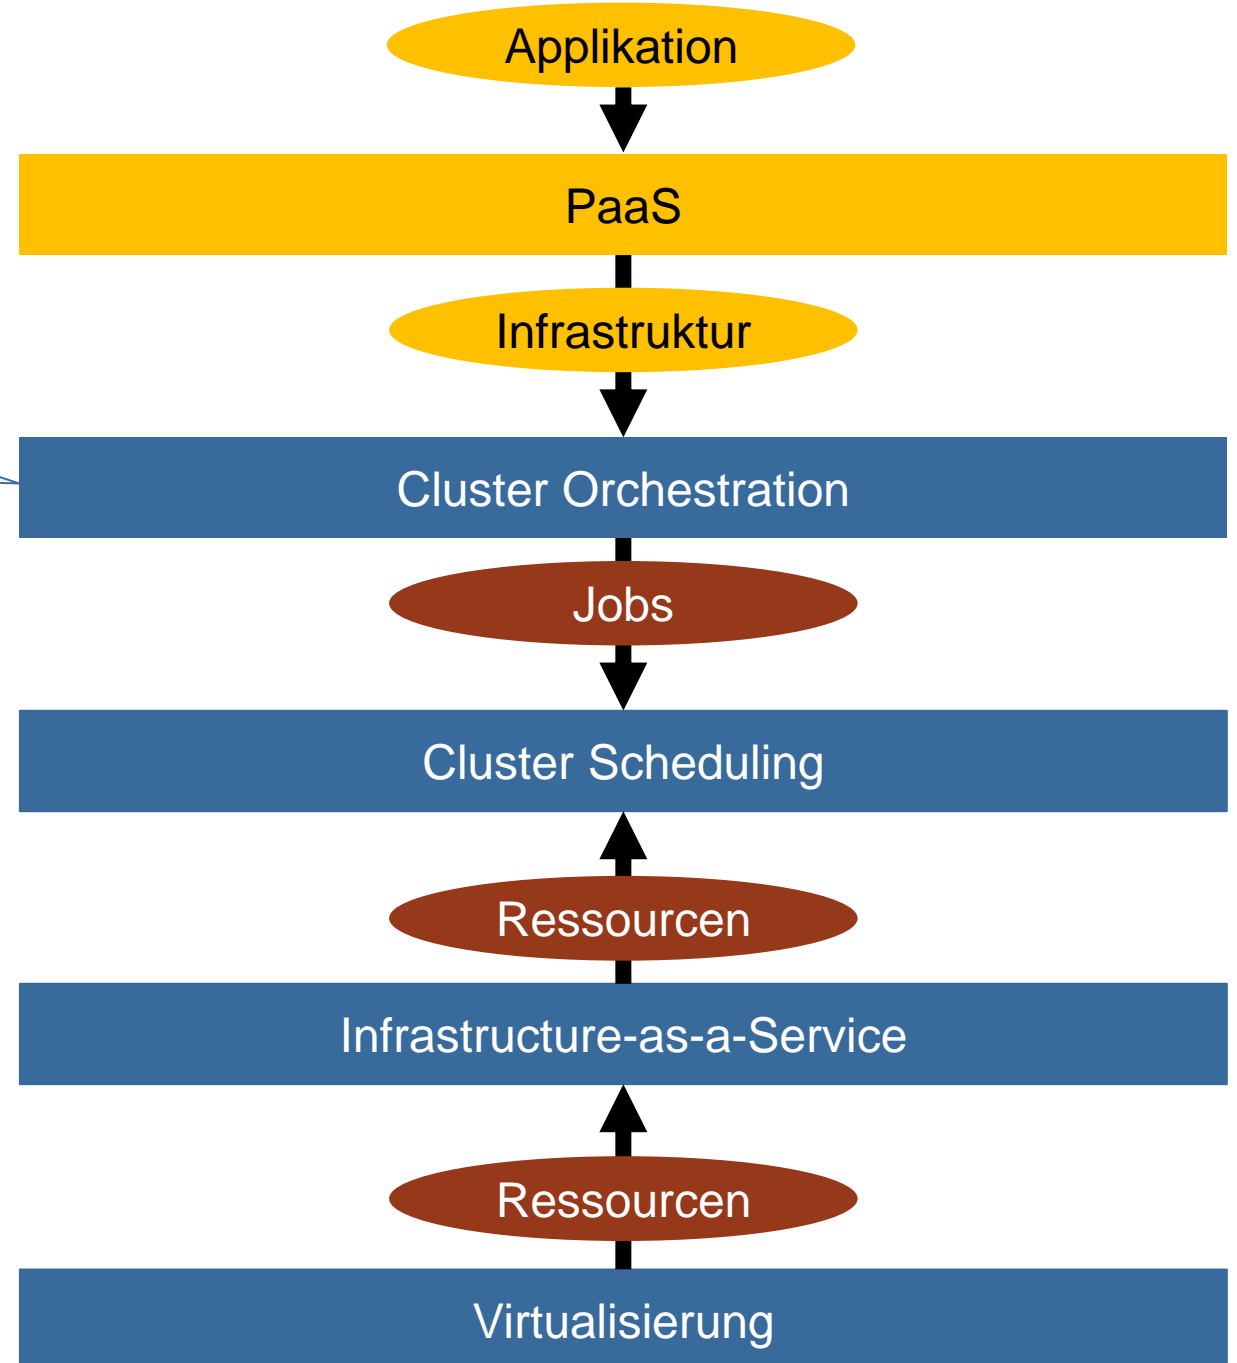 Applikation
PaaS
Infrastruktur
Cluster Orchestration
Jobs
Cluster Scheduling
Ressourcen
Infrastructure-as-a-Service
Ressourcen
Virtualisierung